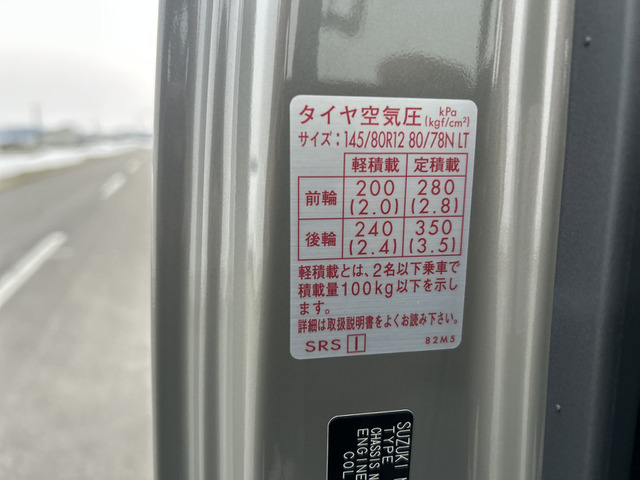 タイヤ空気圧 kPa (kgf/cm²)
サイズ：145/80R12 80/78N LT
軽積載 定積載
前輪 200 (2.0) 280 (2.8)
後輪 240 (2.4) 350 (3.5)
軽積載とは、2名以下乗車で
積載量100kg以下を示し
ます。
詳細は取扱説明書をよくお読み下さい。
SRS I 82M5
SUZUKI
TYPE
CHASSIS N
ENGINE
COL